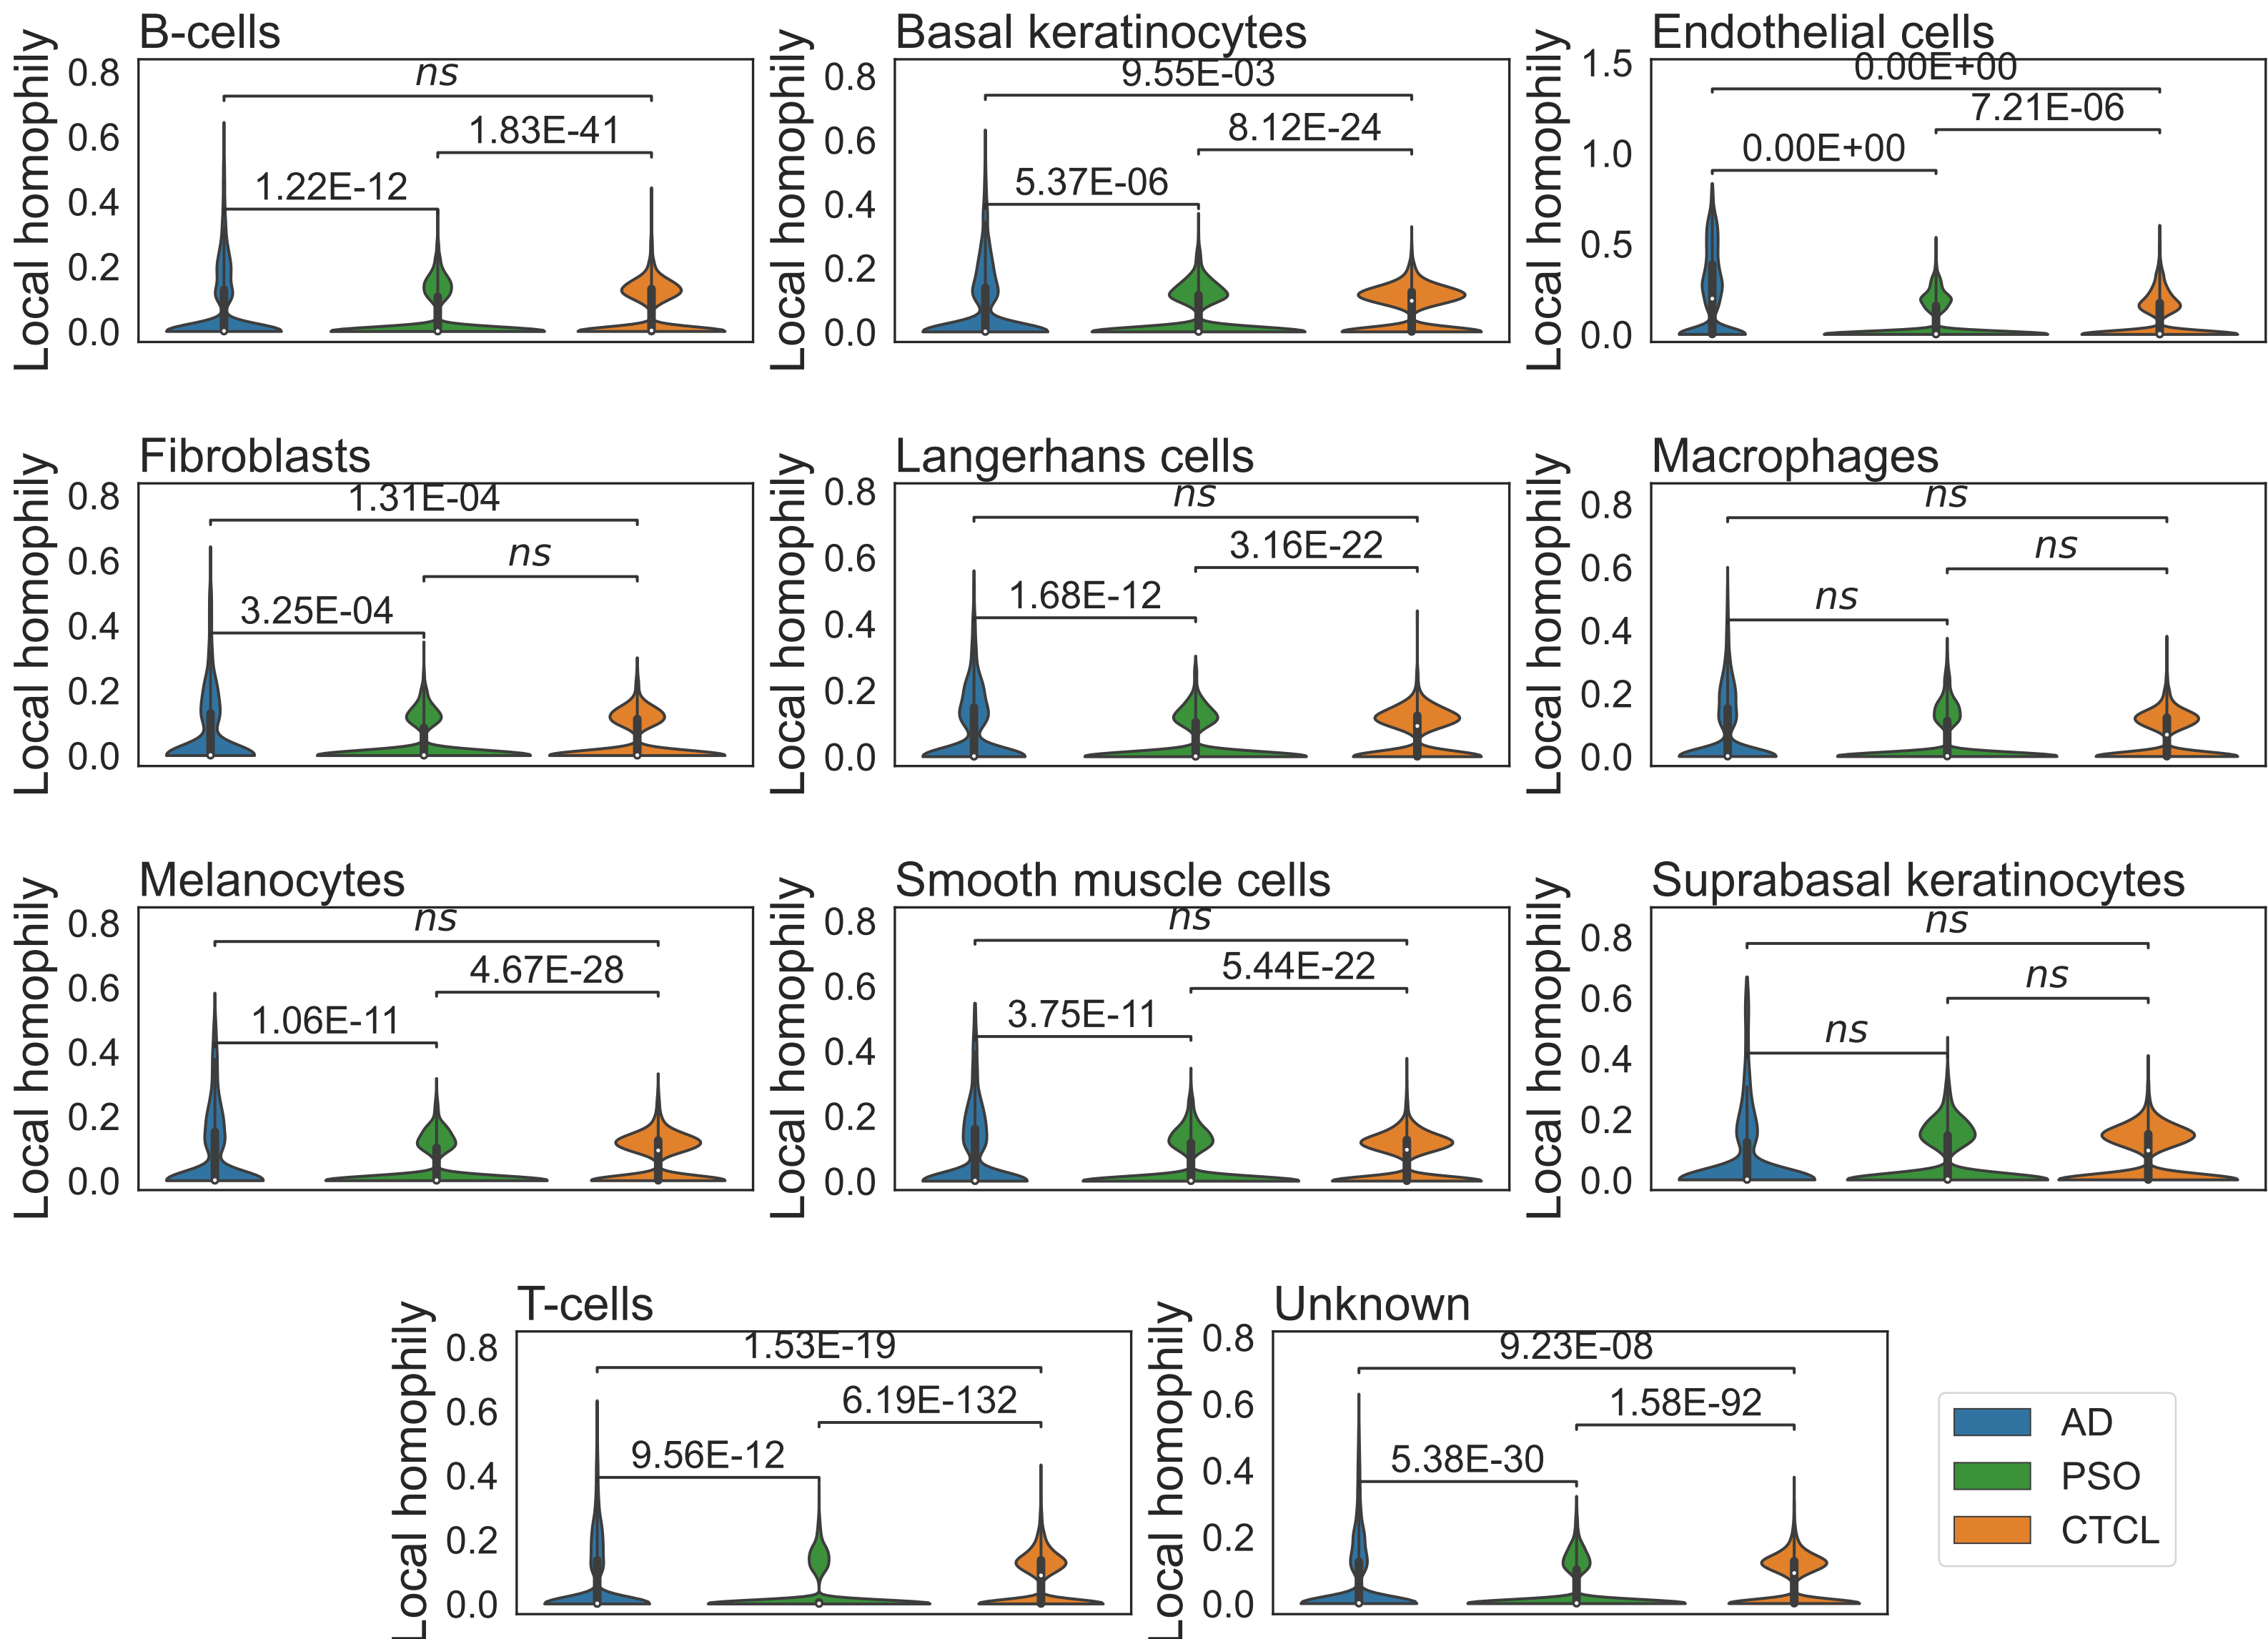 B-cells
Local homophily
0.8
0.6
0.4
0.2
0.0
ns
1.83E-41
1.22E-12
Basal keratinocytes
Local homophily
0.8
0.6
0.4
0.2
0.0
9.55E-03
8.12E-24
5.37E-06
Endothelial cells
Local homophily
1.5
1.0
0.5
0.0
0.00E+00
7.21E-06
0.00E+00
Fibroblasts
Local homophily
0.8
0.6
0.4
0.2
0.0
1.31E-04
ns
3.25E-04
Langerhans cells
Local homophily
0.8
0.6
0.4
0.2
0.0
ns
3.16E-22
1.68E-12
Macrophages
Local homophily
0.8
0.6
0.4
0.2
0.0
ns
ns
ns
Melanocytes
Local homophily
0.8
0.6
0.4
0.2
0.0
ns
4.67E-28
1.06E-11
Smooth muscle cells
Local homophily
0.8
0.6
0.4
0.2
0.0
ns
5.44E-22
3.75E-11
Suprabasal keratinocytes
Local homophily
0.8
0.6
0.4
0.2
0.0
ns
ns
ns
T-cells
Local homophily
0.8
0.6
0.4
0.2
0.0
1.53E-19
6.19E-132
9.56E-12
Unknown
Local homophily
0.8
0.6
0.4
0.2
0.0
9.23E-08
1.58E-92
5.38E-30
AD
PSO
CTCL